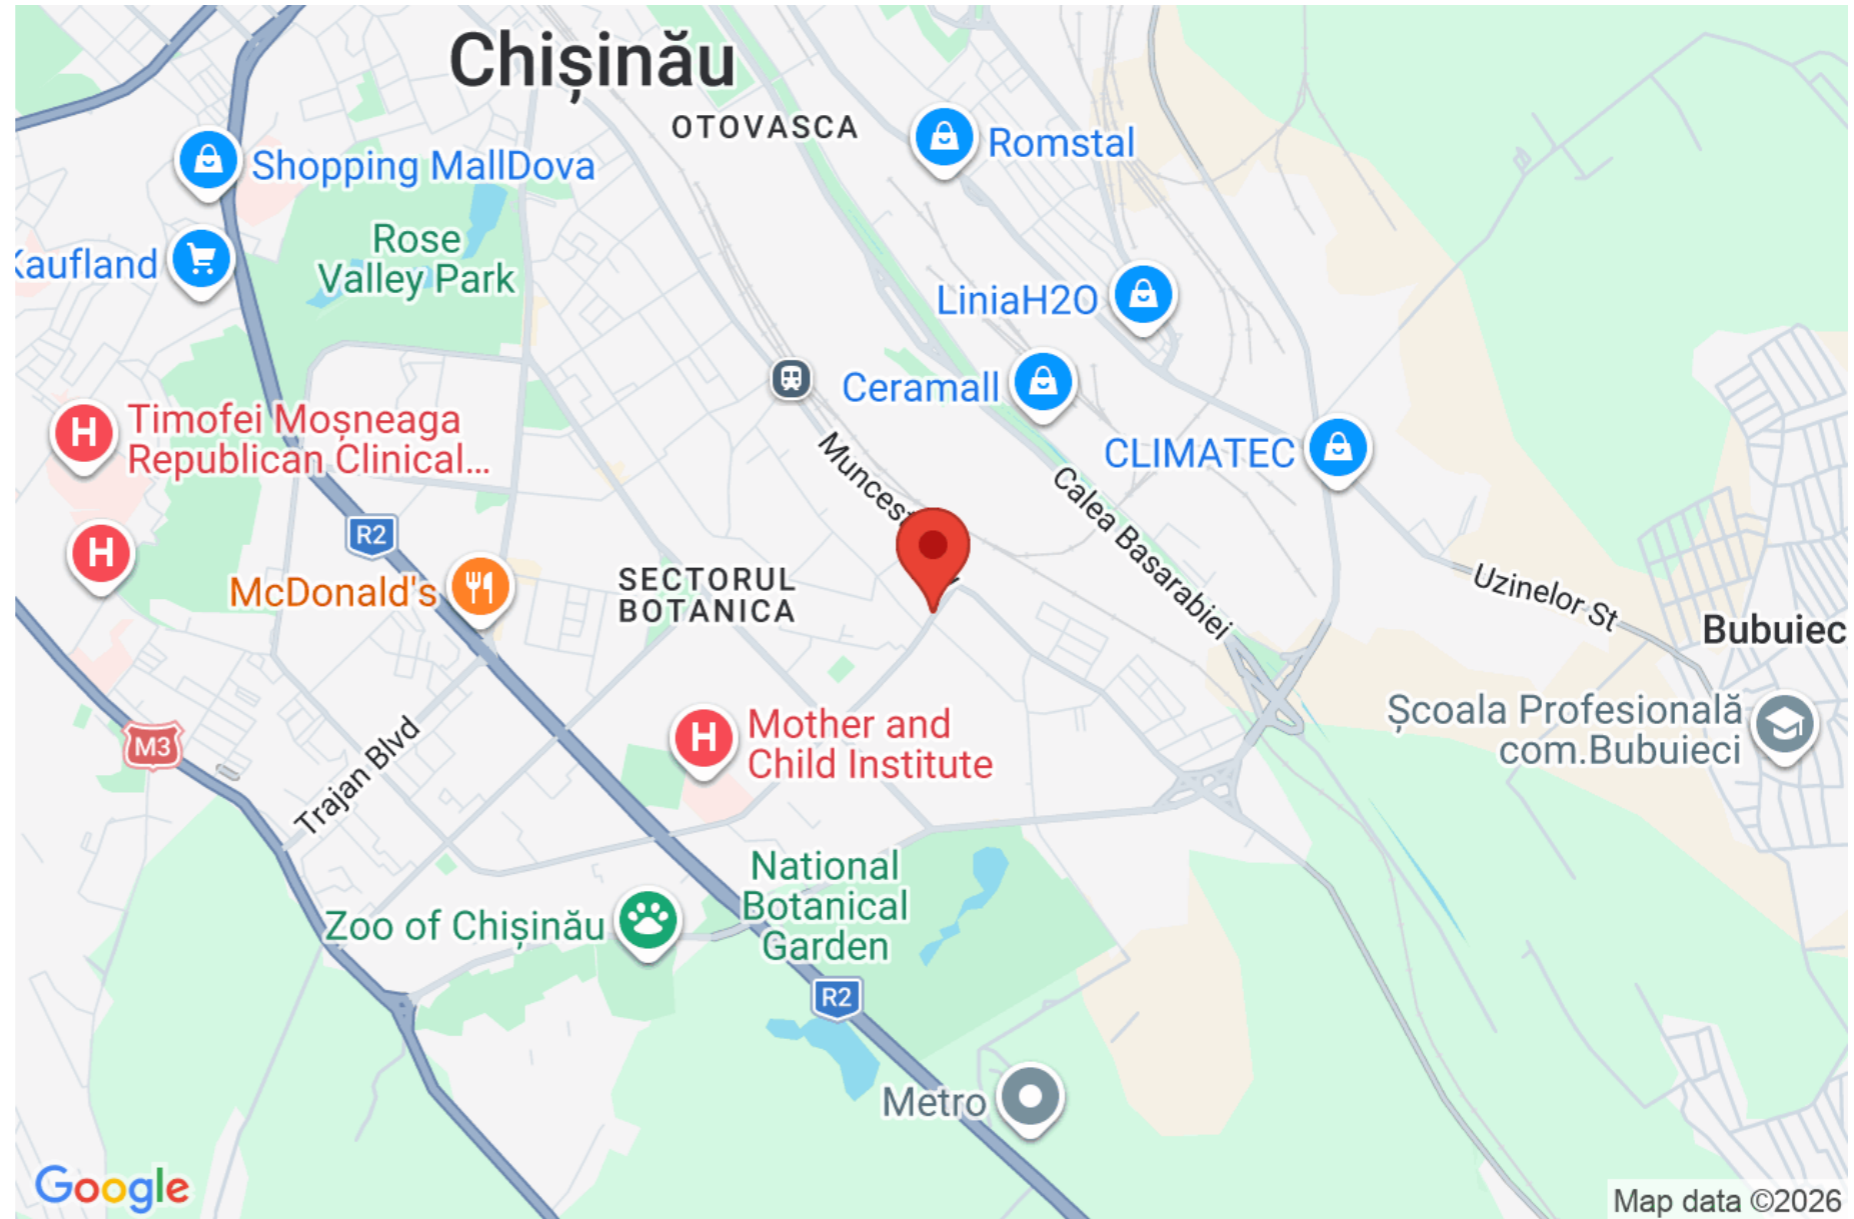 Chișinău
OTOVASCA
Romstal
Shopping MallDova
Rose
Valley Park
Kaufland
LiniaH2O
Ceramall
Timofei Moșneaga
Republican Clinical...
CLIMATEC
Calea Basarabiei
R2
McDonald's
SECTORUL
BOTANICA
Uzinelor St
Bubuiec
Mother and
Child Institute
Școala Profesională
com.Bubuieci
M3
Trajan Blvd
National
Botanical
Garden
Zoo of Chișinău
R2
Metro
Google
Map data ©2026
H
H
H